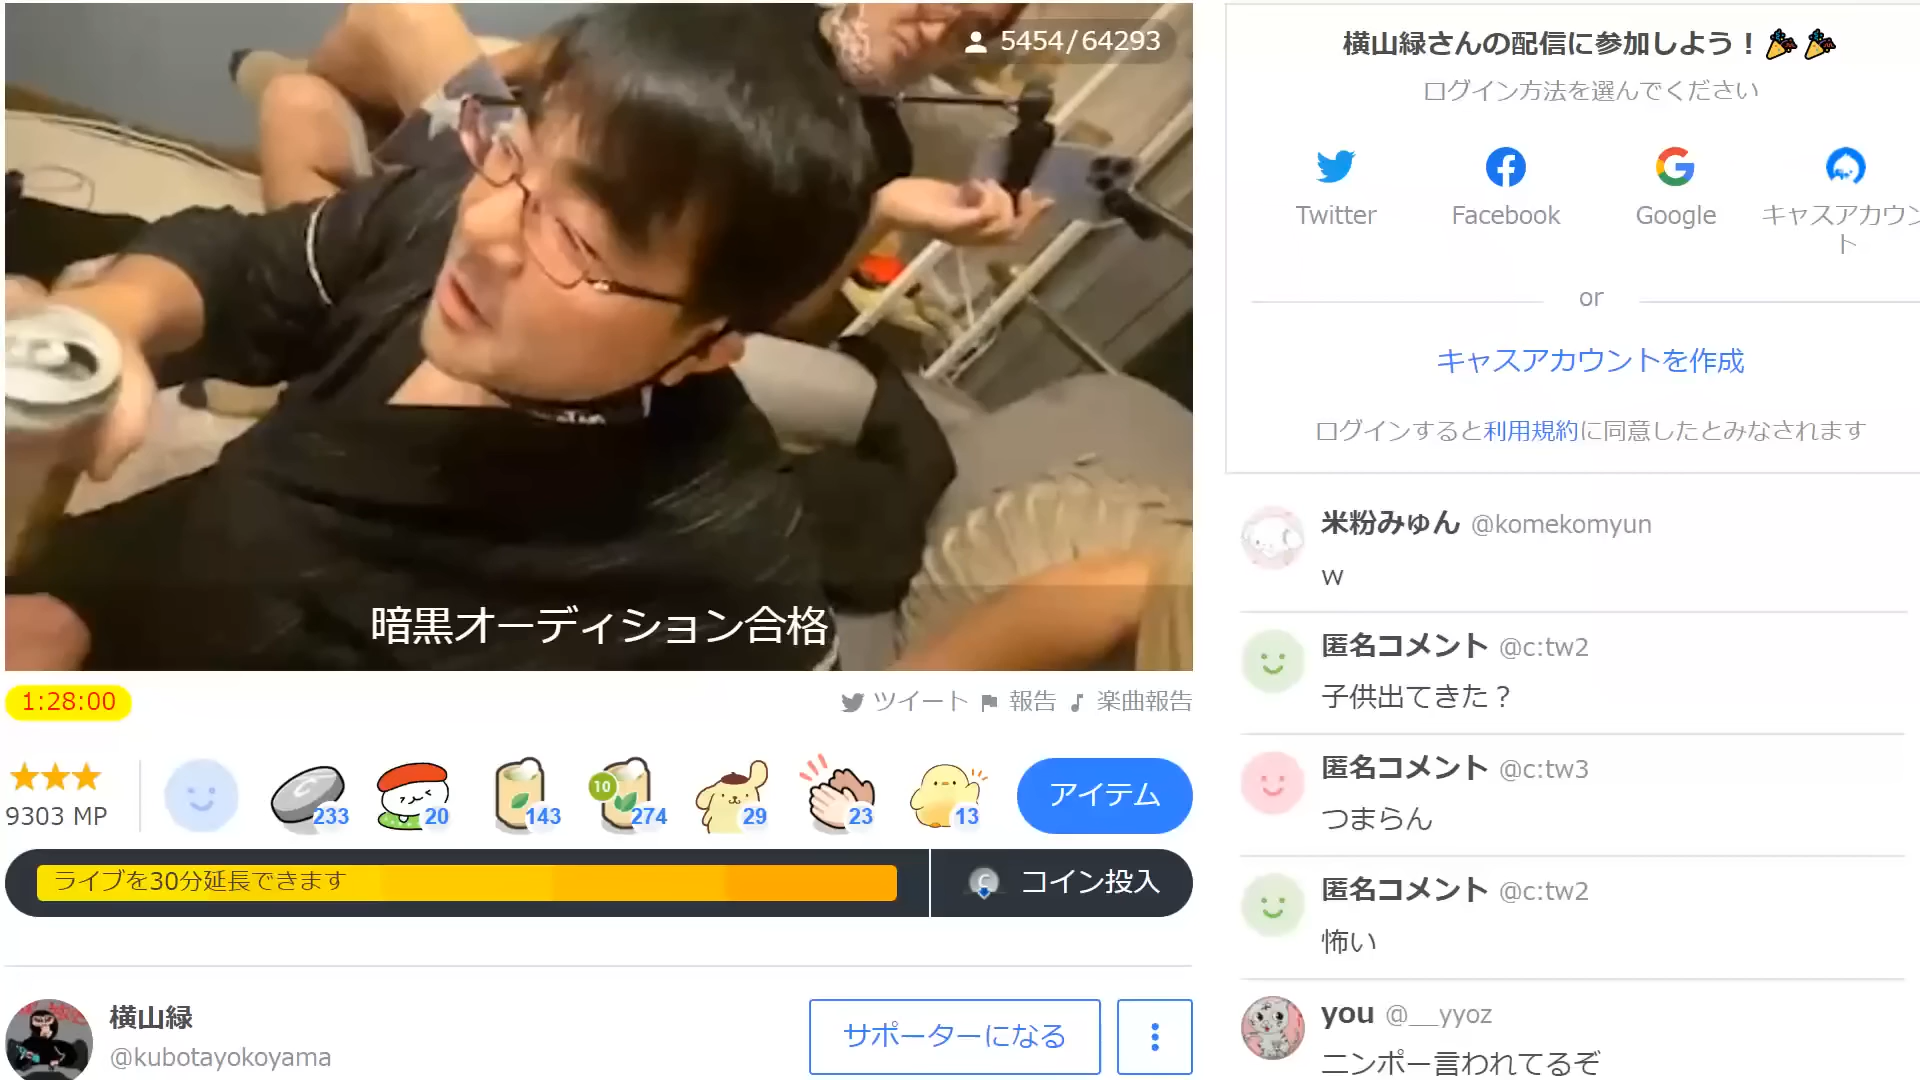 5454/64293
暗黒オーディション合格
1:28:00
ツイート 報告 楽曲報告
9303 MP
233
20
143
10
274
29
23
13
アイテム
ライブを30分延長できます
コイン投入
横山緑
@kubotayokoyama
サポーターになる
横山緑さんの配信に参加しよう！
ログイン方法を選んでください
Twitter
Facebook
Google
キャスアカウン
ト
or
キャスアカウントを作成
ログインすると利用規約に同意したとみなされます
米粉みゅん @komekomyun
w
匿名コメント @c:tw2
子供出てきた？
匿名コメント @c:tw3
つまらん
匿名コメント @c:tw2
怖い
you @__yyoz
ニンポー言われてるぞ